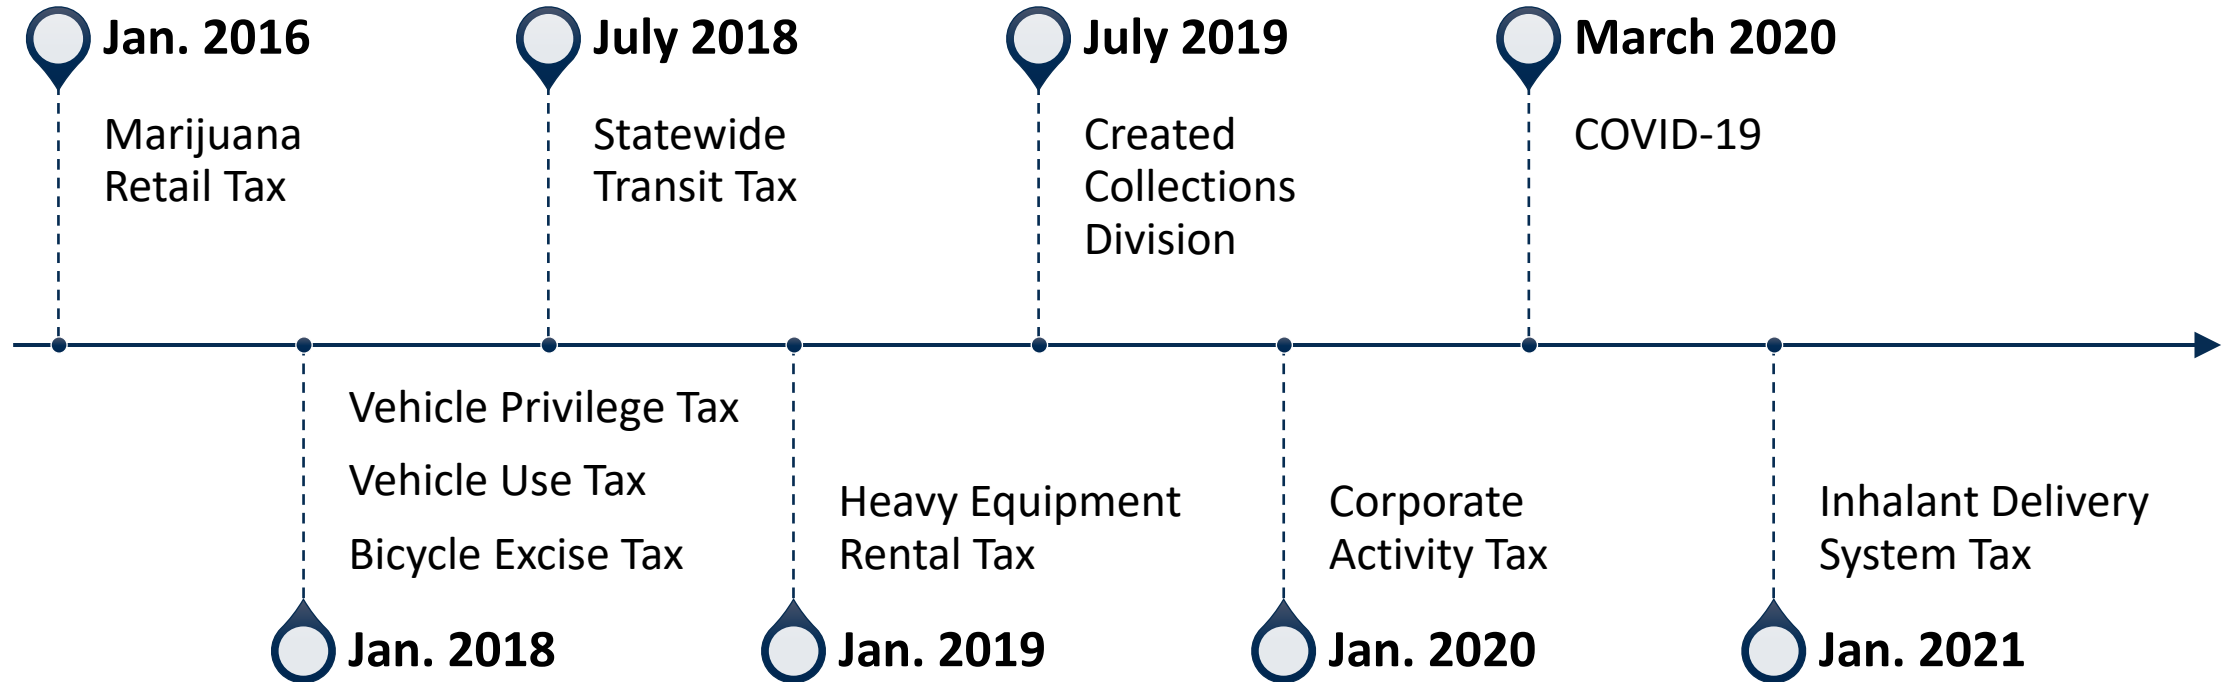 Jan. 2016
Marijuana
Retail Tax
July 2018
Statewide
Transit Tax
July 2019
Created
Collections
Division
March 2020
COVID-19
Vehicle Privilege Tax
Vehicle Use Tax
Bicycle Excise Tax
Jan. 2018
Heavy Equipment
Rental Tax
Jan. 2019
Corporate
Activity Tax
Jan. 2020
Inhalant Delivery
System Tax
Jan. 2021